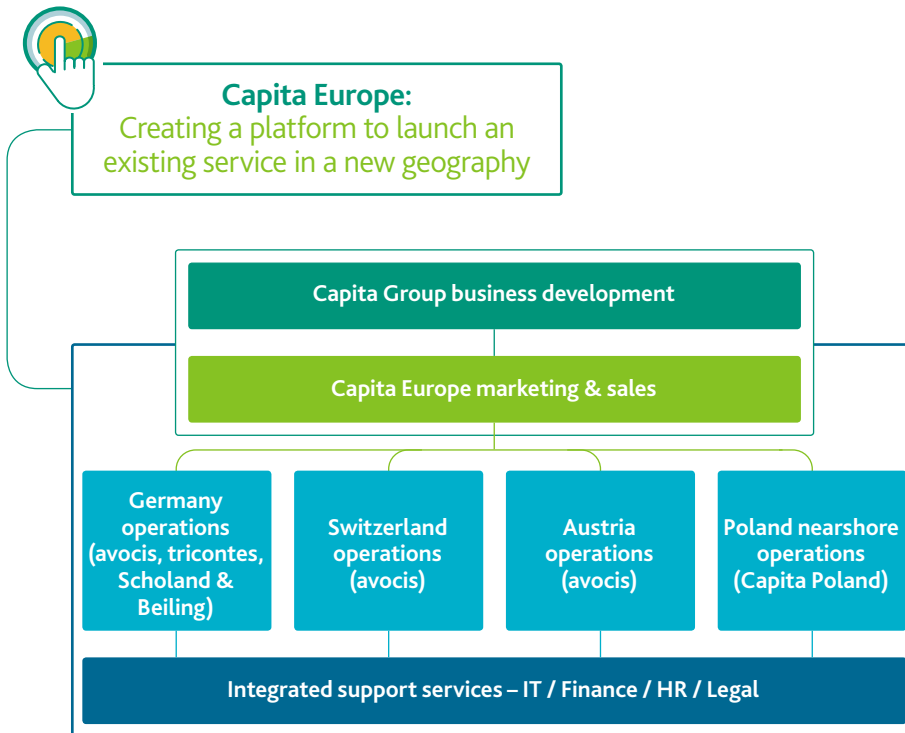 Capita Europe:
Creating a platform to launch an
existing service in a new geography
Capita Group business development
Capita Europe marketing & sales
Germany
operations
(avocis, tricontes,
Scholand &
Beiling)
Switzerland
operations
(avocis)
Austria
operations
(avocis)
Poland nearshore
operations
(Capita Poland)
Integrated support services – IT / Finance / HR / Legal